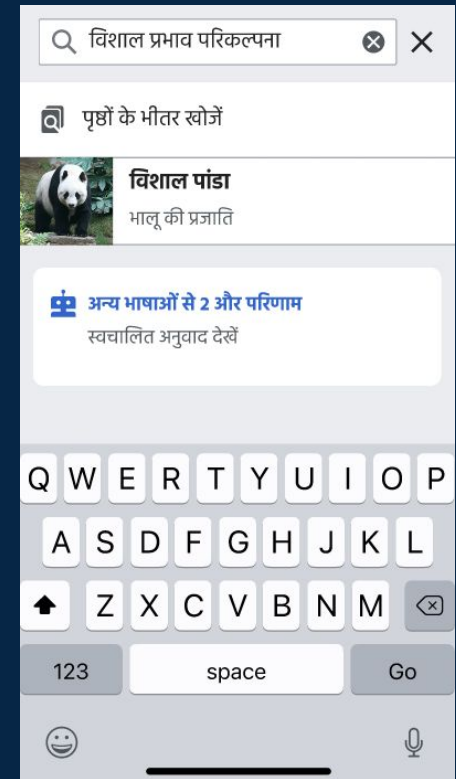 विशाल प्रभाव परिकल्पना
पृष्ठों के भीतर खोजें
विशाल पांडा
भालू की प्रजाति
अन्य भाषाओं से 2 और परिणाम
स्वचालित अनुवाद देखें
Q W E R T Y U I O P
A S D F G H J K L
Z X C V B N M
123 space Go